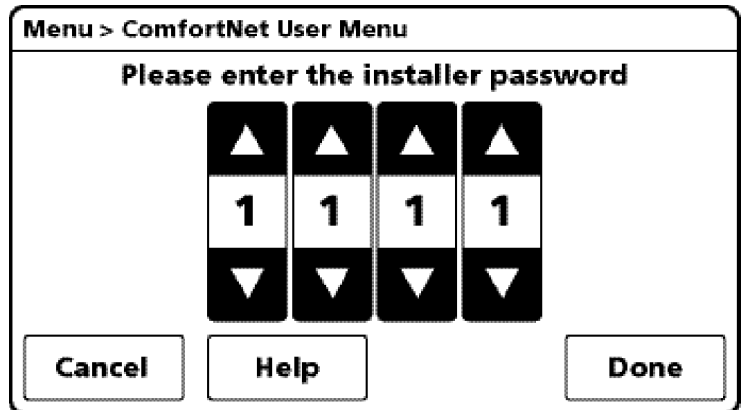 Menu > ComfortNet User Menu
Please enter the installer password
1 1 1 1
Cancel Help Done